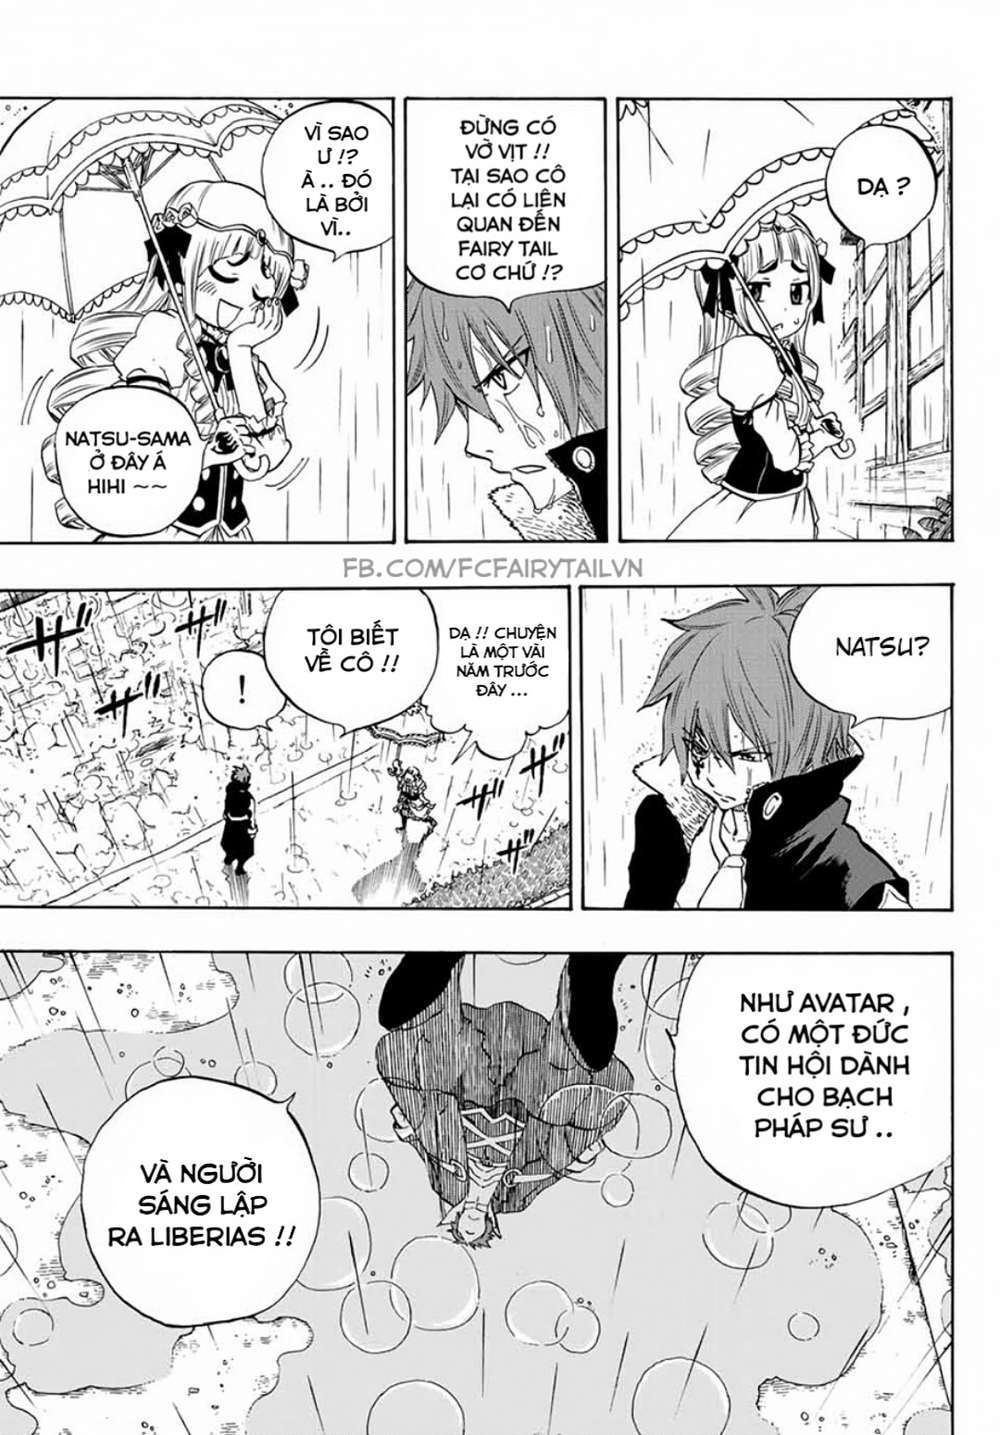 DẠ ?
ĐỪNG CÓ
VỜ VỊT !!
TẠI SAO CÔ
LẠI CÓ LIÊN
QUAN ĐẾN
FAIRY TAIL
CƠ CHỨ !?
VÌ SAO
Ư !?
À .. ĐÓ
LÀ BỞI
VÌ..
NATSU-SAMA
Ở ĐÂY Á
HIHI ~~
FB.COM/FCFAIRYTAILVN
NATSU?
DẠ !! CHUYỆN
LÀ MỘT VÀI
NĂM TRƯỚC
ĐÂY ...
TÔI BIẾT
VỀ CÔ !!
!
NHƯ AVATAR ,
CÓ MỘT ĐỨC
TIN HỘI DÀNH
CHO BẠCH
PHÁP SƯ ..
VÀ NGƯỜI
SÁNG LẬP
RA LIBERIAS !!